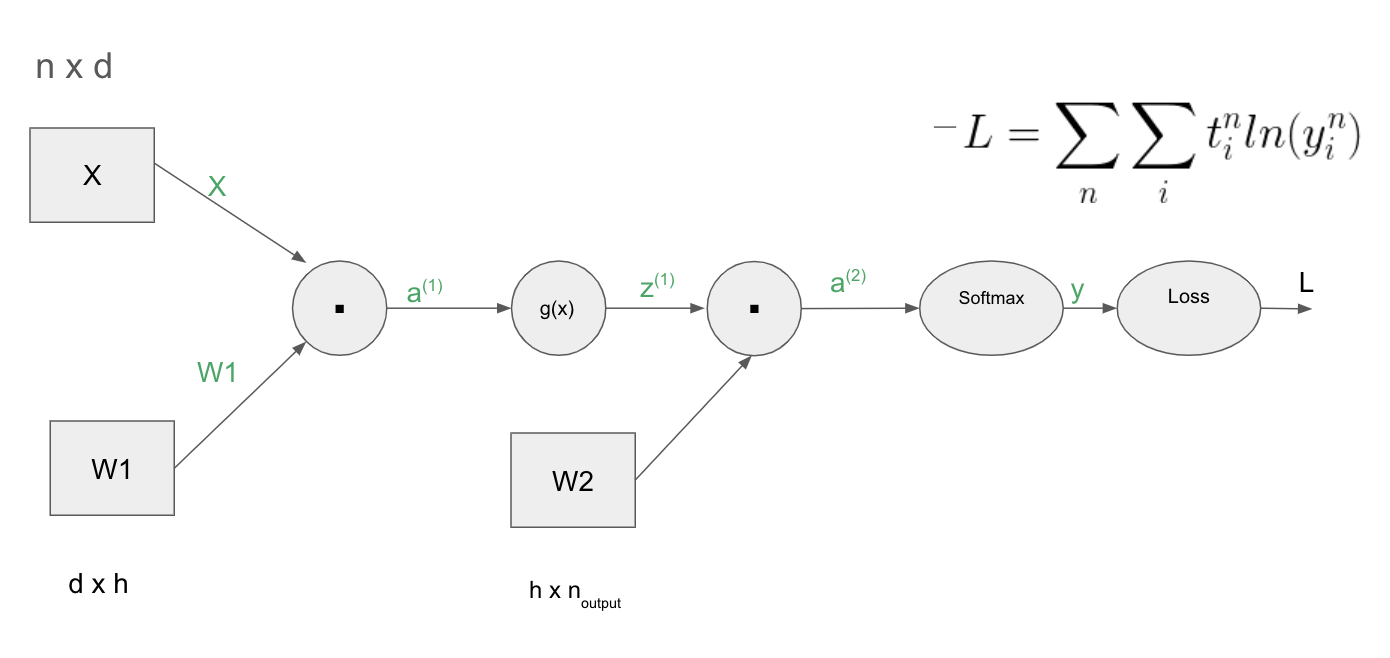 n x d
X
X
⁻L = ∑ₙ ∑ᵢ tᵢⁿ ln(yᵢⁿ)
▪
a⁽¹⁾
g(x)
z⁽¹⁾
▪
a⁽²⁾
Softmax
y
Loss
L
W1
W1
W2
d x h
h x n_output